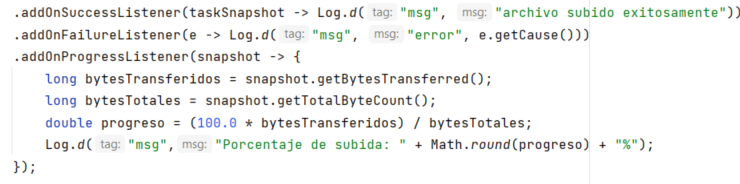 .addOnSuccessListener(taskSnapshot -> Log.d( tag: "msg", msg: "archivo subido exitosamente"))
.addOnFailureListener(e -> Log.d( tag: "msg", msg: "error", e.getCause()))
.addOnProgressListener(snapshot -> {
    long bytesTransferidos = snapshot.getBytesTransferred();
    long bytesTotales = snapshot.getTotalByteCount();
    double progreso = (100.0 * bytesTransferidos) / bytesTotales;
    Log.d( tag: "msg", msg: "Porcentaje de subida: " + Math.round(progreso) + "%");
});